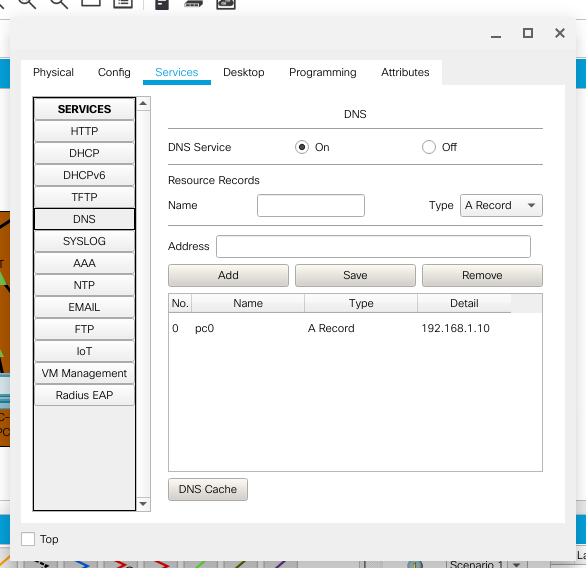 Physical Config Services Desktop Programming Attributes
SERVICES
HTTP
DHCP
DHCPv6
TFTP
DNS
SYSLOG
AAA
NTP
EMAIL
FTP
IoT
VM Management
Radius EAP
DNS
DNS Service On Off
Resource Records
Name Type A Record
Address
Add Save Remove
No. Name Type Detail
0 pc0 A Record 192.168.1.10
DNS Cache
Top
Scenario 1